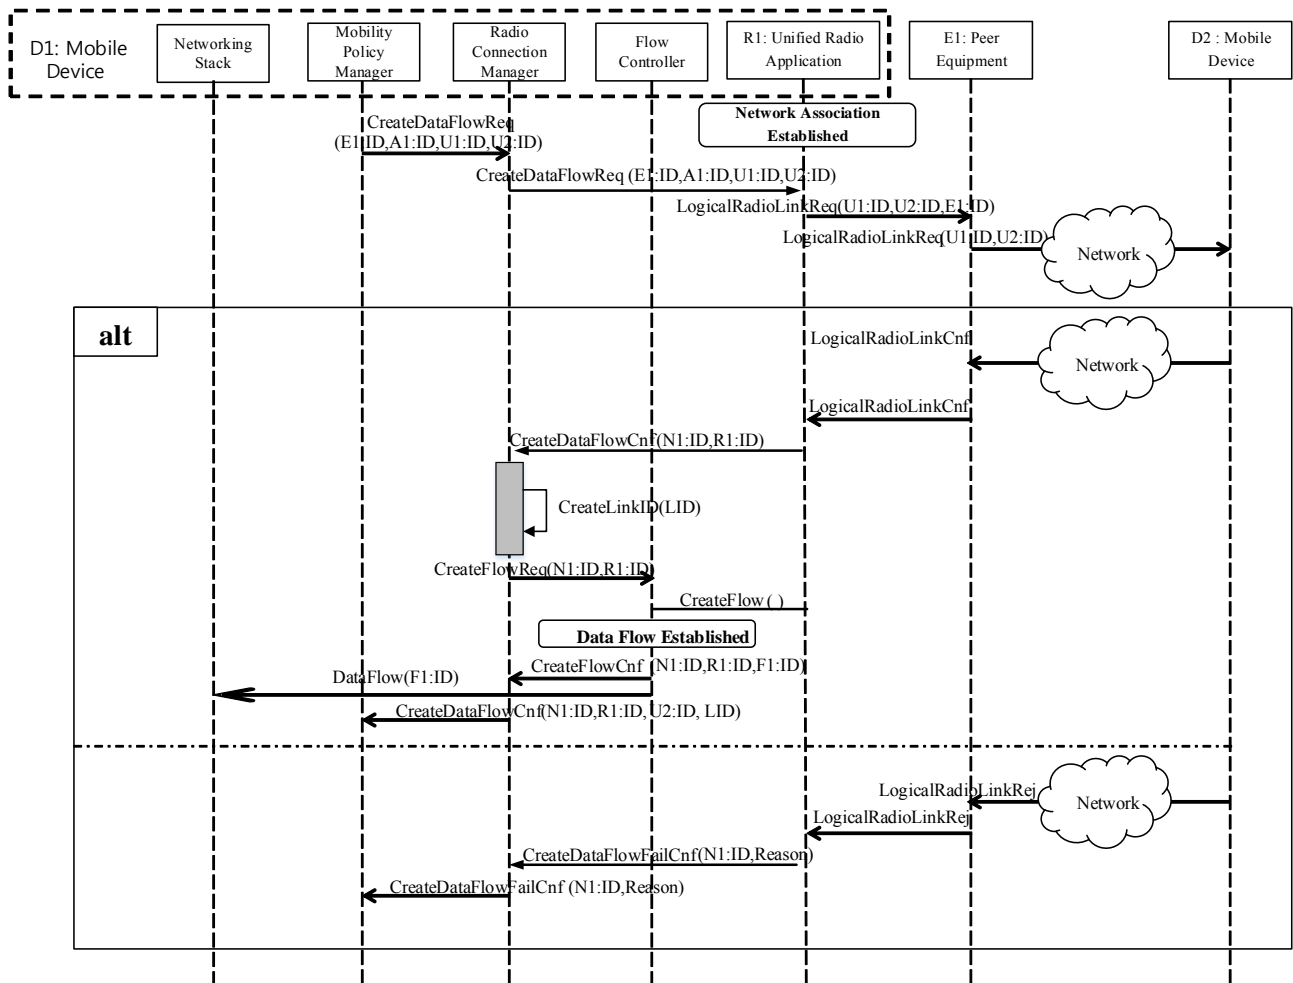 D1: Mobile
Device
Networking
Stack
Mobility
Policy
Manager
Radio
Connection
Manager
Flow
Controller
R1: Unified Radio
Application
E1: Peer
Equipment
D2 : Mobile
Device
Network Association
Established
CreateDataFlowReq
(E1:ID,A1:ID,U1:ID,U2:ID)
CreateDataFlowReq (E1:ID,A1:ID,U1:ID,U2:ID)
LogicalRadioLinkReq(U1:ID,U2:ID,E1:ID)
LogicalRadioLinkReq(U1:ID,U2:ID)
Network
alt
LogicalRadioLinkCnf
Network
LogicalRadioLinkCnf
CreateDataFlowCnf(N1:ID,R1:ID)
CreateLinkID(LID)
CreateFlowReq(N1:ID,R1:ID)
CreateFlow( )
Data Flow Established
CreateFlowCnf (N1:ID,R1:ID,F1:ID)
DataFlow(F1:ID)
CreateDataFlowCnf(N1:ID,R1:ID, U2:ID, LID)
LogicalRadioLinkRej
Network
LogicalRadioLinkRej
CreateDataFlowFailCnf(N1:ID,Reason)
CreateDataFlowFailCnf (N1:ID,Reason)